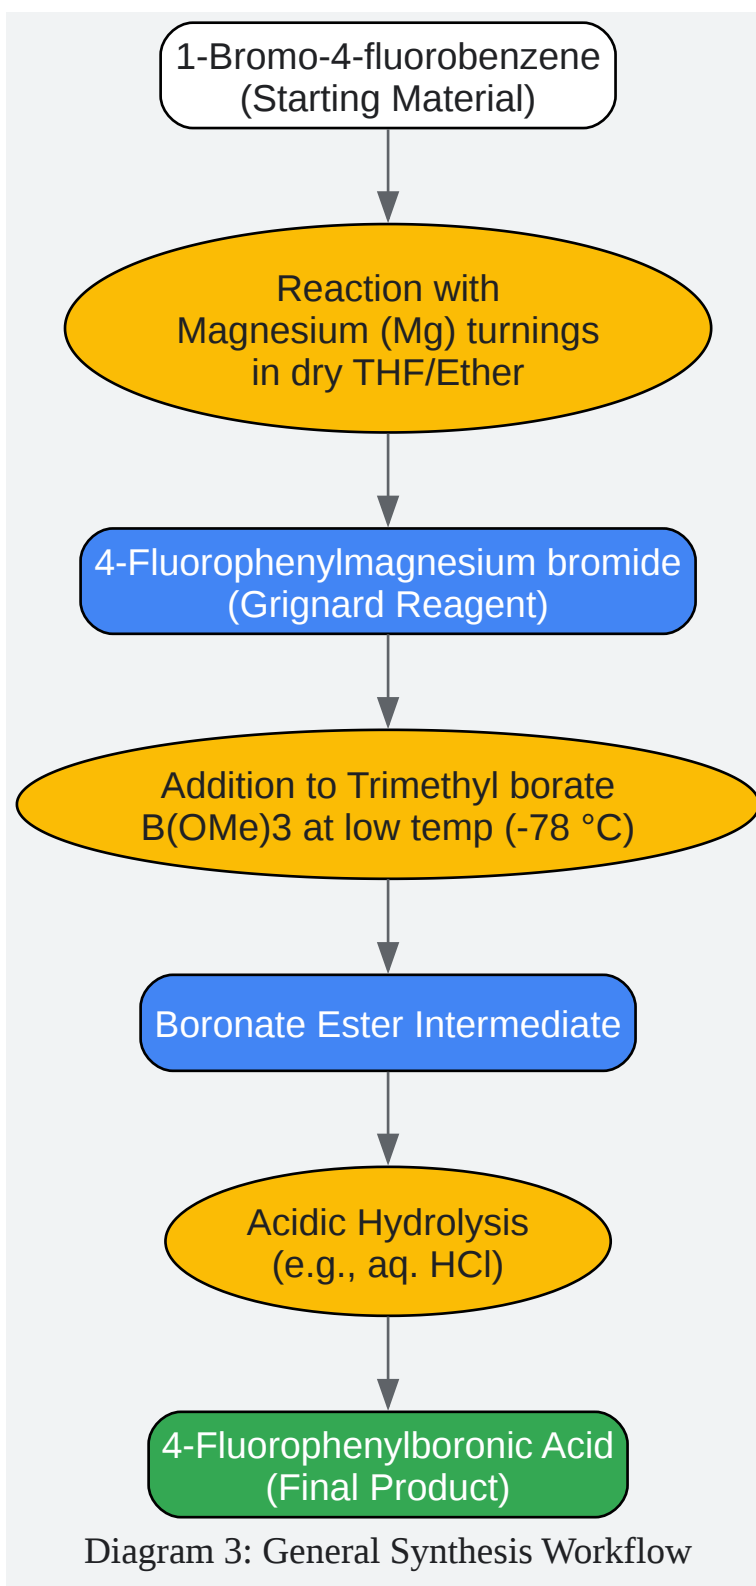 1-Bromo-4-fluorobenzene
(Starting Material)
Reaction with
Magnesium (Mg) turnings
in dry THF/Ether
4-Fluorophenylmagnesium bromide
(Grignard Reagent)
Addition to Trimethyl borate
B(OMe)3 at low temp (-78 °C)
Boronate Ester Intermediate
Acidic Hydrolysis
(e.g., aq. HCl)
4-Fluorophenylboronic Acid
(Final Product)
Diagram 3: General Synthesis Workflow